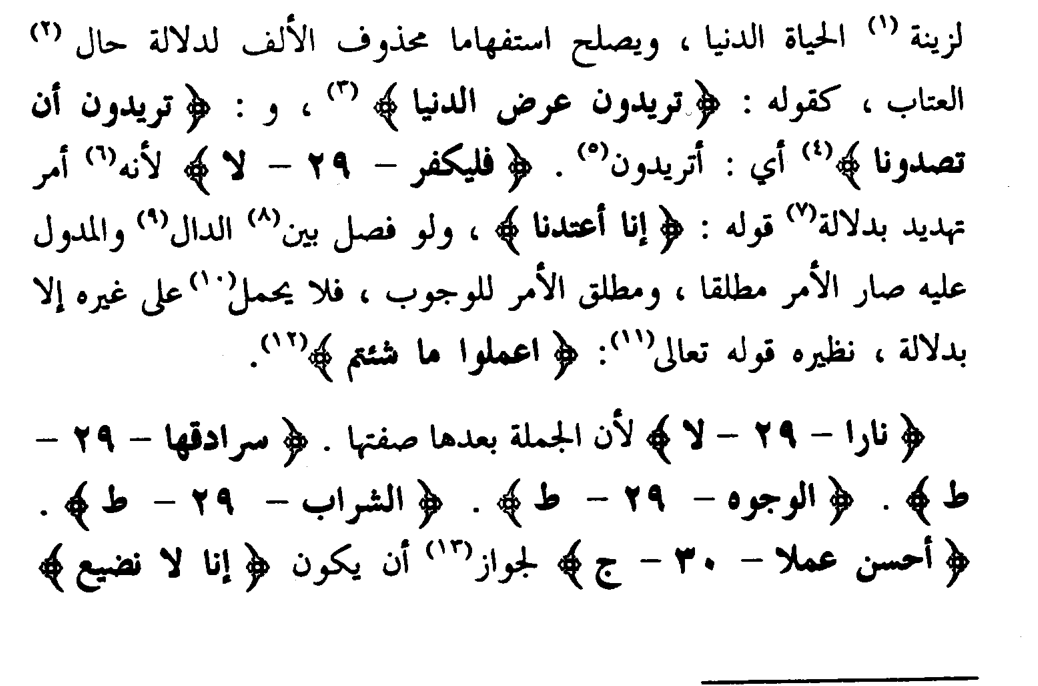 لزينة (١) الحياة الدنيا ، ويصلح استفهاما محذوف الألف لدلالة حال (٢)
العتاب ، كقوله : ﴿ تريدون عرض الدنيا ﴾ (٣) ، و : ﴿ تريدون أن
تصدونا ﴾(٤) أي : أتريدون(٥) . ﴿ فليكفر – ٢٩ – لا ﴾ لأنه(٦) أمر
تهديد بدلالة(٧) قوله : ﴿ إنا أعتدنا ﴾ ، ولو فصل بين(٨) الدال(٩) والمدول
عليه صار الأمر مطلقا ، ومطلق الأمر للوجوب ، فلا يحمل(١٠) على غيره إلا
بدلالة ، نظيره قوله تعالى(١١): ﴿ اعملوا ما شئتم ﴾(١٢).
﴿ نارا – ٢٩ – لا ﴾ لأن الجملة بعدها صفتها . ﴿ سرادقها – ٢٩ –
ط ﴾ . ﴿ الوجوه – ٢٩ – ط ﴾ . ﴿ الشراب – ٢٩ – ط ﴾ .
﴿ أحسن عملا – ٣٠ – ج ﴾ لجواز(١٣) أن يكون ﴿ إنا لا نضيع ﴾